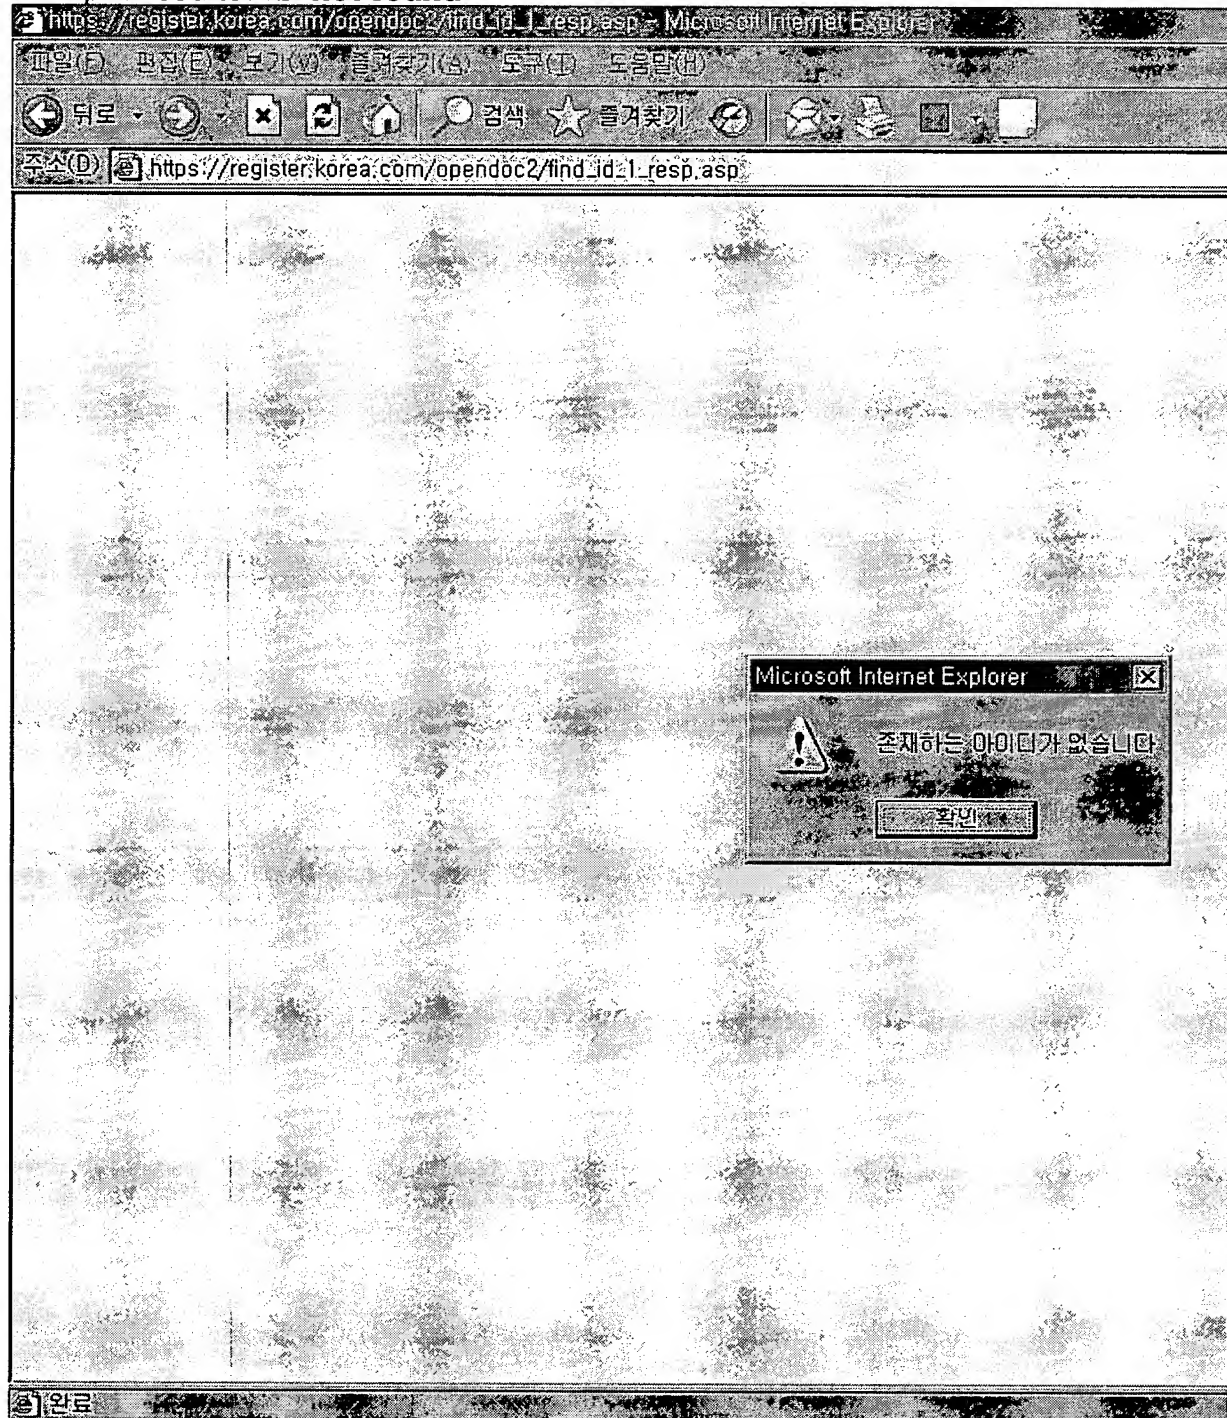 https://register.korea.com/opendoc2/find_id_1_resp.asp - Microsoft Internet Explorer
파일(F) 편집(E) 보기(V) 즐겨찾기(A) 도구(T) 도움말(H)
뒤로 검색 즐겨찾기
주소(D) https://register.korea.com/opendoc2/find_id_1_resp.asp
Microsoft Internet Explorer
존재하는 아이디가 없습니다
확인
완료